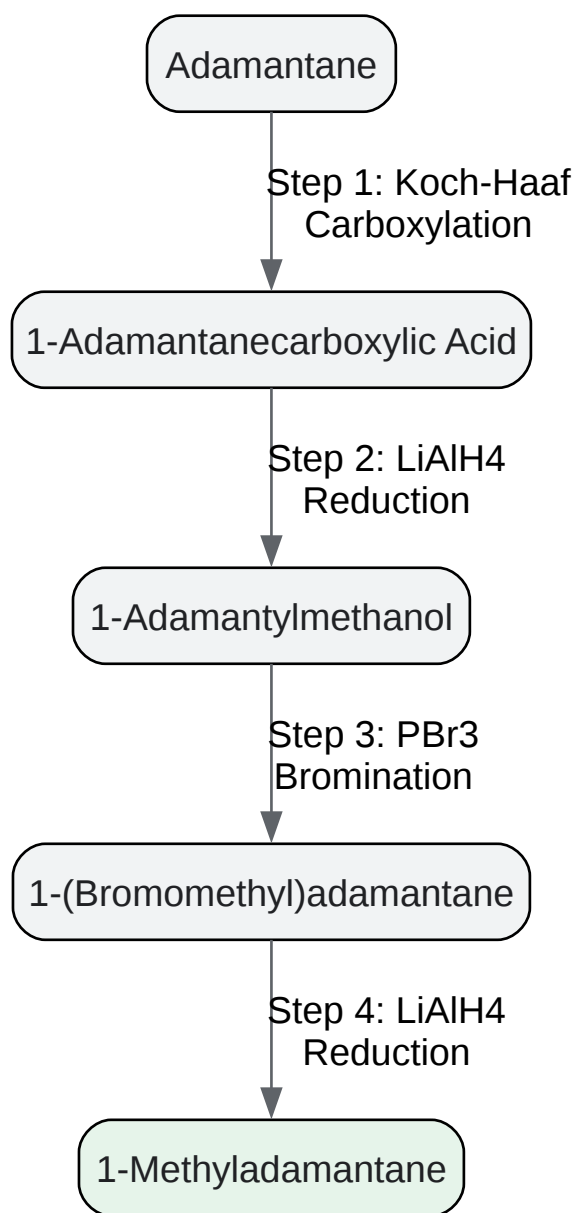 Adamantane
Step 1: Koch-Haaf
Carboxylation
1-Adamantanecarboxylic Acid
Step 2: LiAlH4
Reduction
1-Adamantylmethanol
Step 3: PBr3
Bromination
1-(Bromomethyl)adamantane
Step 4: LiAlH4
Reduction
1-Methyladamantane